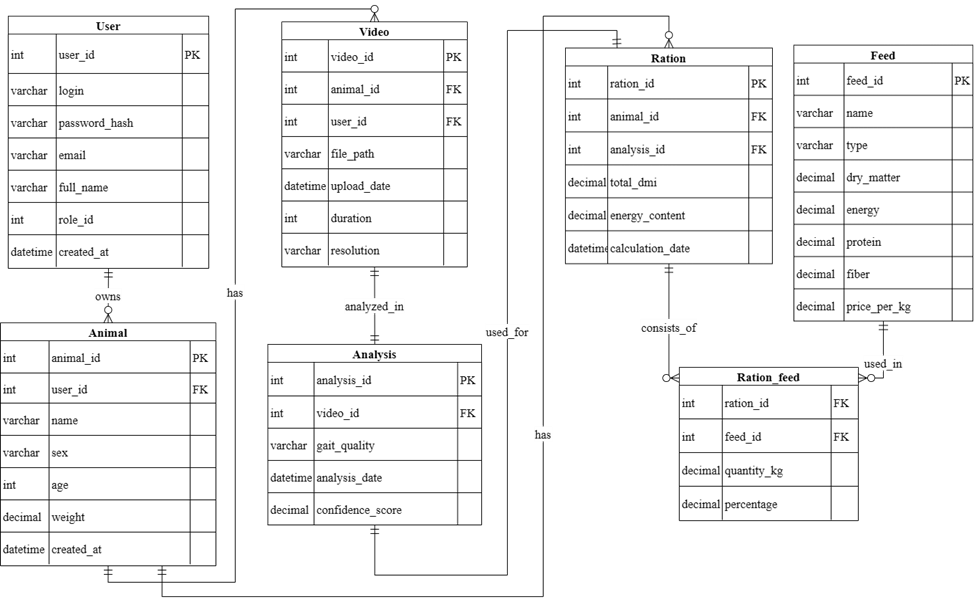 User
int user_id PK
varchar login
varchar password_hash
varchar email
varchar full_name
int role_id
datetime created_at
owns
Animal
int animal_id PK
int user_id FK
varchar name
varchar sex
int age
decimal weight
datetime created_at
has
Video
int video_id PK
int animal_id FK
int user_id FK
varchar file_path
datetime upload_date
int duration
varchar resolution
analyzed_in
Analysis
int analysis_id PK
int video_id FK
varchar gait_quality
datetime analysis_date
decimal confidence_score
used_for
has
Ration
int ration_id PK
int animal_id FK
int analysis_id FK
decimal total_dmi
decimal energy_content
datetime calculation_date
consists_of
Feed
int feed_id PK
varchar name
varchar type
decimal dry_matter
decimal energy
decimal protein
decimal fiber
decimal price_per_kg
used_in
Ration_feed
int ration_id FK
int feed_id FK
decimal quantity_kg
decimal percentage